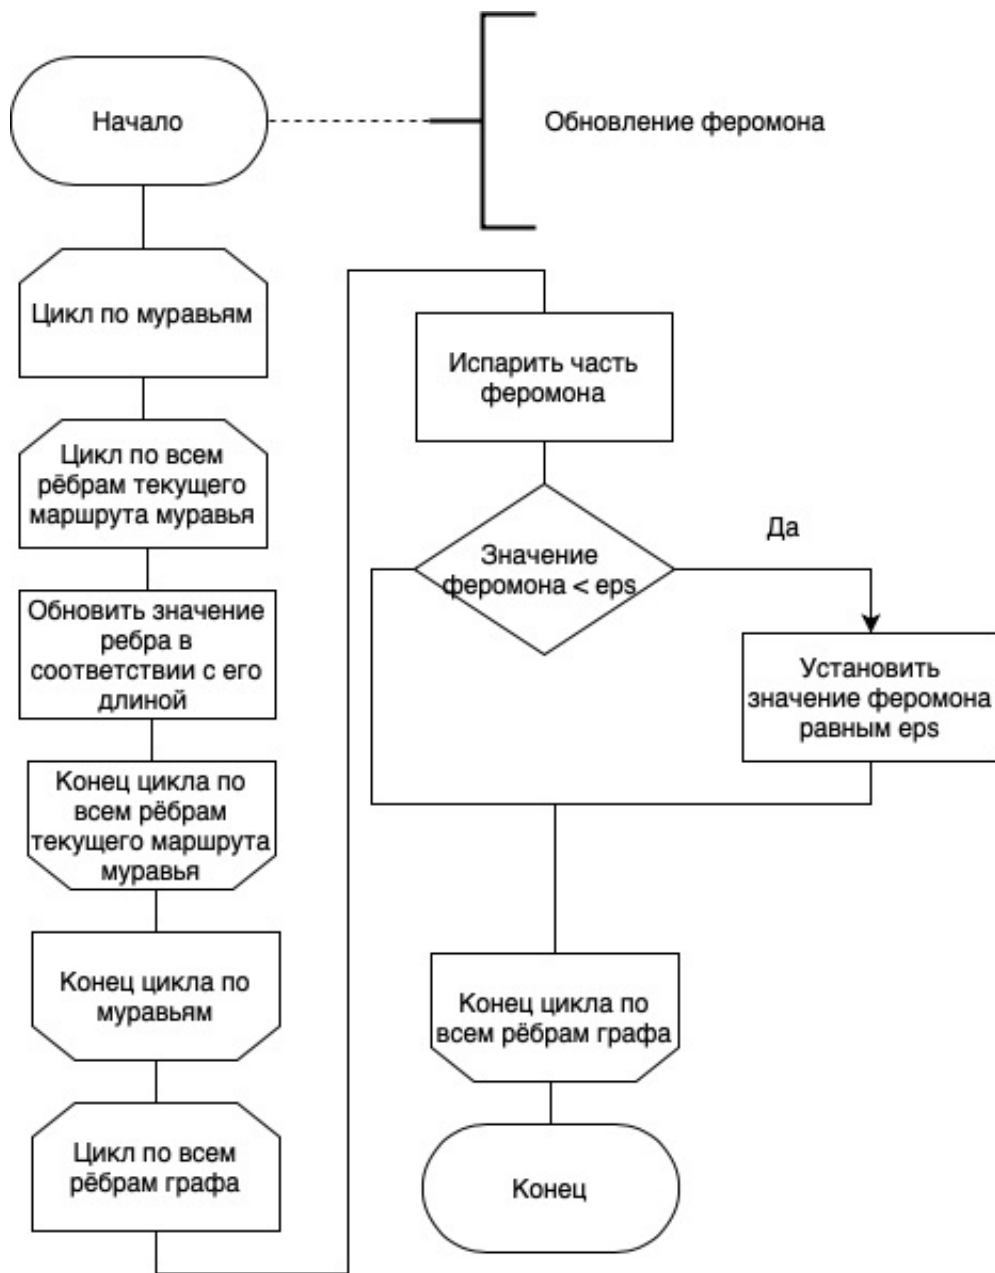 Начало
Обновление феромона
Цикл по муравьям
Цикл по всем
рёбрам текущего
маршрута муравья
Обновить значение
ребра в
соответствии с его
длиной
Конец цикла по
всем рёбрам
текущего маршрута
муравья
Конец цикла по
муравьям
Цикл по всем
рёбрам графа
Испарить часть
феромона
Значение
феромона < eps
Да
Установить
значение феромона
равным eps
Конец цикла по
всем рёбрам графа
Конец